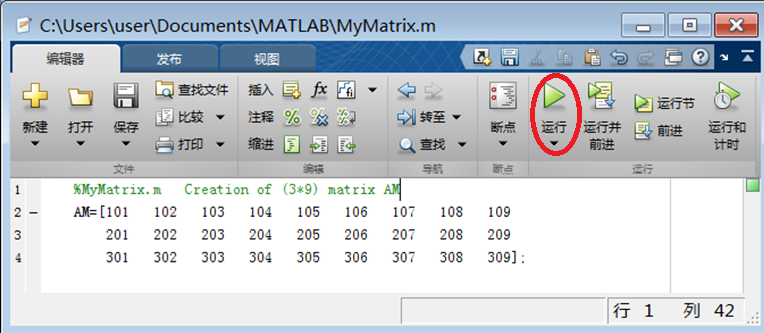 C:\Users\user\Documents\MATLAB\MyMatrix.m
编辑器 发布 视图
新建 打开 保存 查找文件 比较 打印
文件
插入 fx
注释
缩进
编辑
转至
查找
导航
断点
断点
运行 运行并前进 运行节 前进 运行和计时
运行
1 %MyMatrix.m Creation of (3*9) matrix AM
2 – AM=[101 102 103 104 105 106 107 108 109
3 201 202 203 204 205 206 207 208 209
4 301 302 303 304 305 306 307 308 309];
行 1 列 42